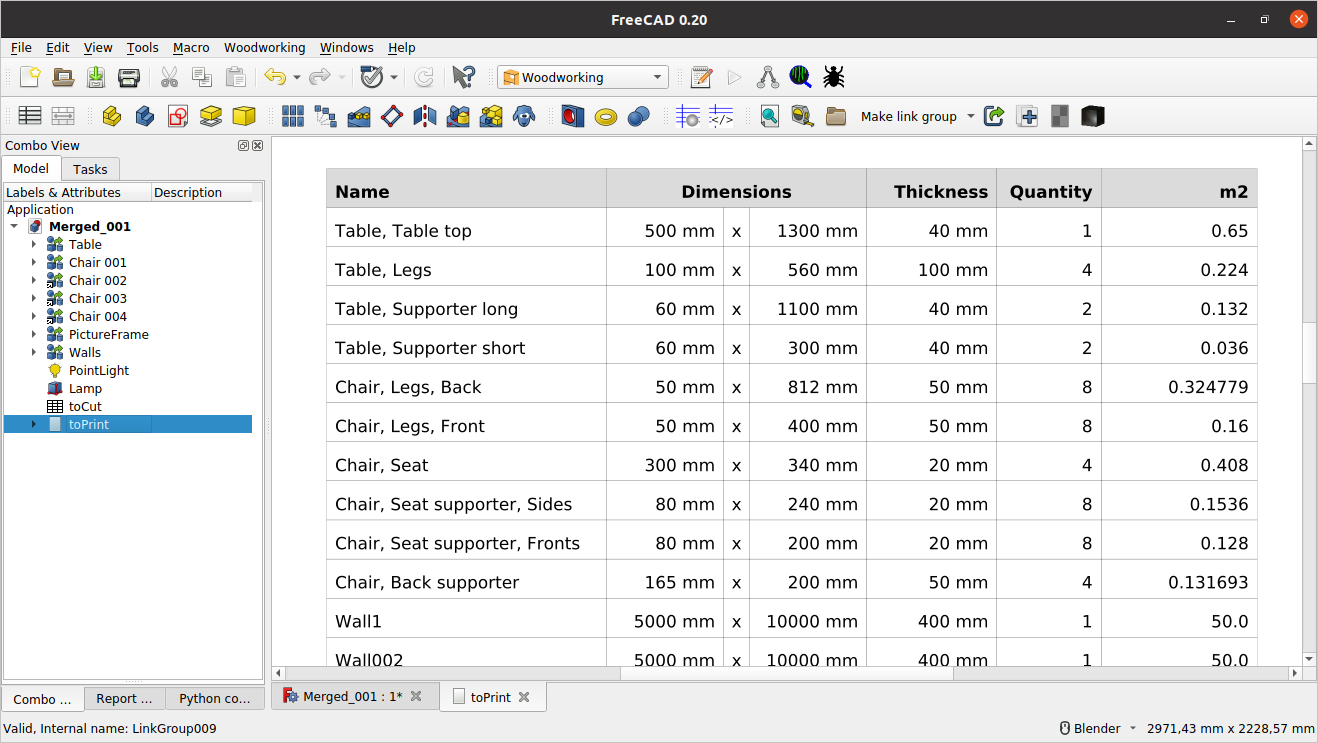 FreeCAD 0.20
File Edit View Tools Macro Woodworking Windows Help
Woodworking
Make link group
Combo View
Model Tasks
Labels & Attributes Description
Application
Merged_001
Table
Chair 001
Chair 002
Chair 003
Chair 004
PictureFrame
Walls
PointLight
Lamp
toCut
toPrint
Name Dimensions Thickness Quantity m2
Table, Table top 500 mm x 1300 mm 40 mm 1 0.65
Table, Legs 100 mm x 560 mm 100 mm 4 0.224
Table, Supporter long 60 mm x 1100 mm 40 mm 2 0.132
Table, Supporter short 60 mm x 300 mm 40 mm 2 0.036
Chair, Legs, Back 50 mm x 812 mm 50 mm 8 0.324779
Chair, Legs, Front 50 mm x 400 mm 50 mm 8 0.16
Chair, Seat 300 mm x 340 mm 20 mm 4 0.408
Chair, Seat supporter, Sides 80 mm x 240 mm 20 mm 8 0.1536
Chair, Seat supporter, Fronts 80 mm x 200 mm 20 mm 8 0.128
Chair, Back supporter 165 mm x 200 mm 50 mm 4 0.131693
Wall1 5000 mm x 10000 mm 400 mm 1 50.0
Wall002 5000 mm x 10000 mm 400 mm 1 50.0
Combo ... Report ... Python co...
Merged_001 : 1* toPrint
Valid, Internal name: LinkGroup009
Blender 2971,43 mm x 2228,57 mm